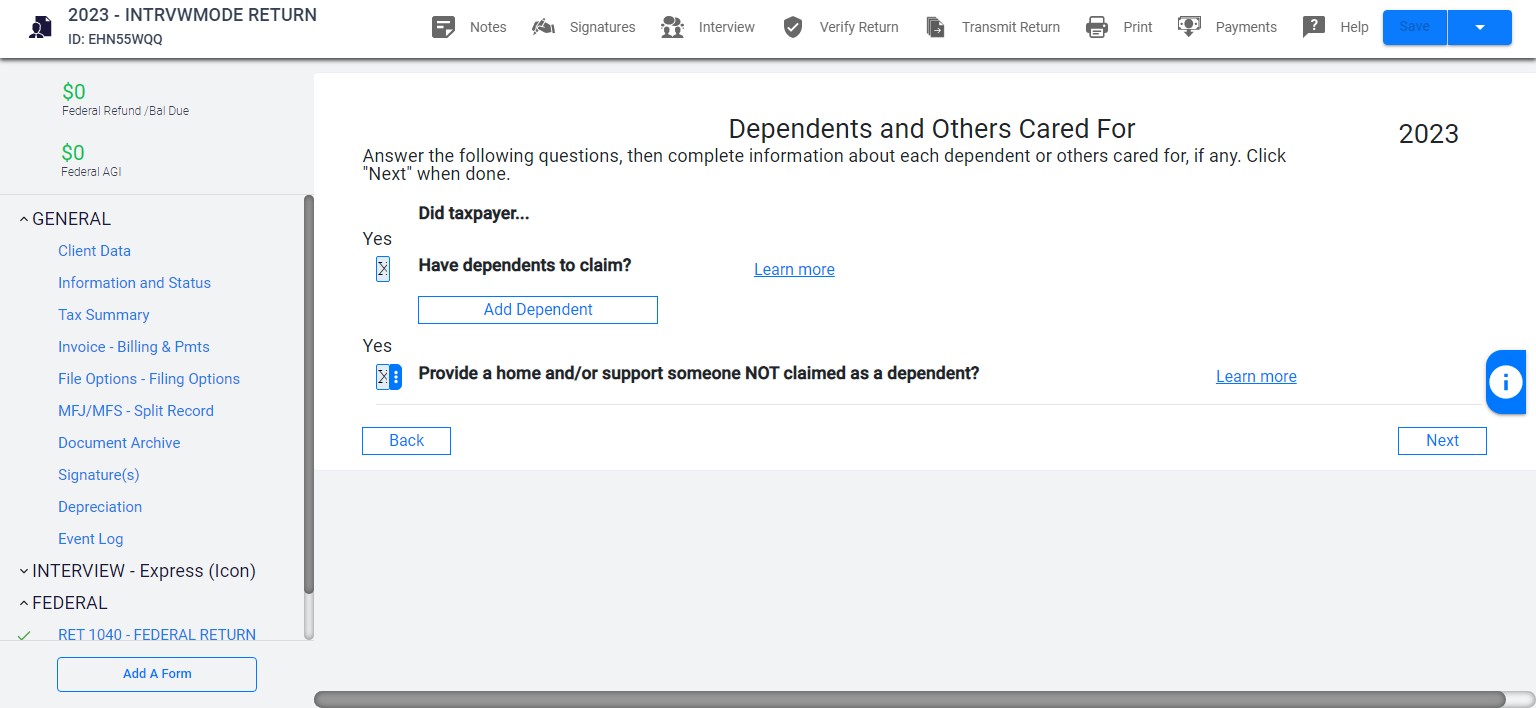 2023 - INTRVWMODE RETURN
ID: EHN55WQQ
Notes
Signatures
Interview
Verify Return
Transmit Return
Print
Payments
? Help
Save
$0
Federal Refund /Bal Due
$0
Federal AGI
GENERAL
Client Data
Information and Status
Tax Summary
Invoice - Billing & Pmts
File Options - Filing Options
MFJ/MFS - Split Record
Document Archive
Signature(s)
Depreciation
Event Log
INTERVIEW - Express (Icon)
FEDERAL
RET 1040 - FEDERAL RETURN
Add A Form
Dependents and Others Cared For
2023
Answer the following questions, then complete information about each dependent or others cared for, if any. Click
"Next" when done.
Did taxpayer...
Yes
X Have dependents to claim? Learn more
Add Dependent
Yes
X Provide a home and/or support someone NOT claimed as a dependent? Learn more
Back
Next